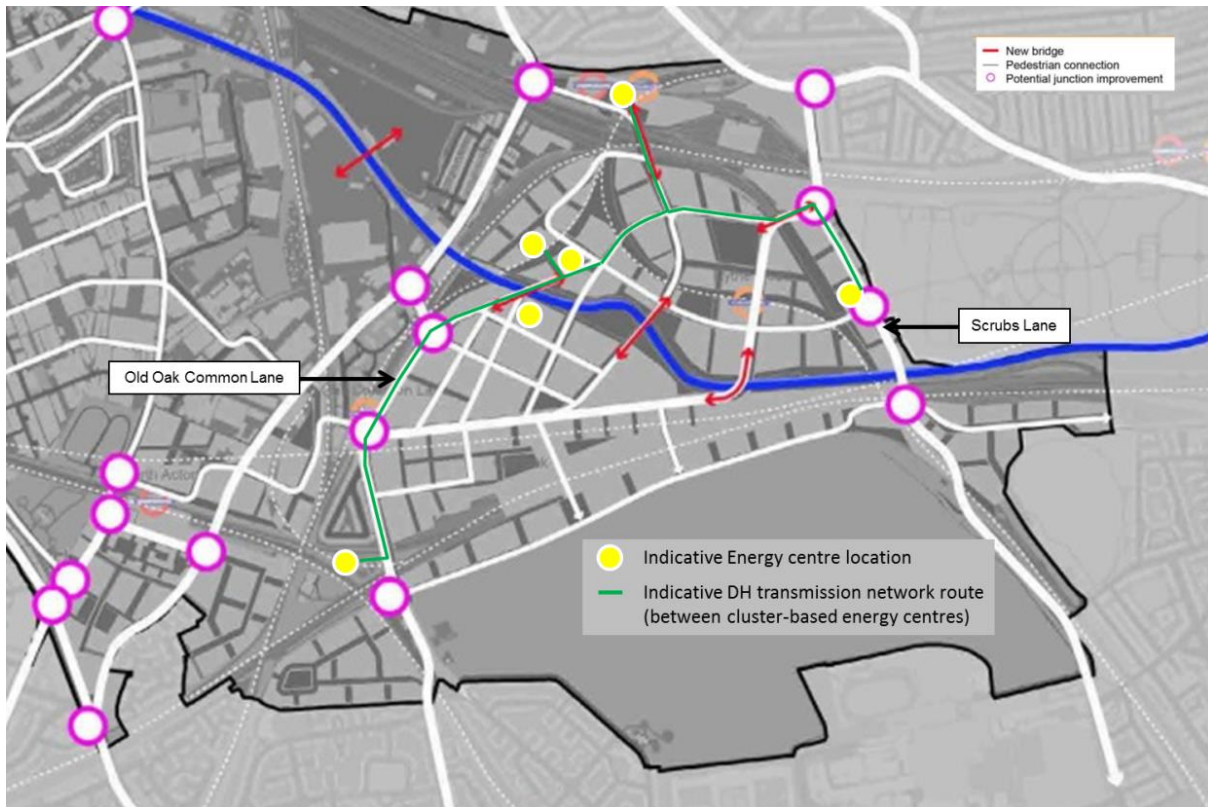 New bridge
Pedestrian connection
Potential junction improvement
Scrubs Lane
Old Oak Common Lane
Indicative Energy centre location
Indicative DH transmission network route
(between cluster-based energy centres)